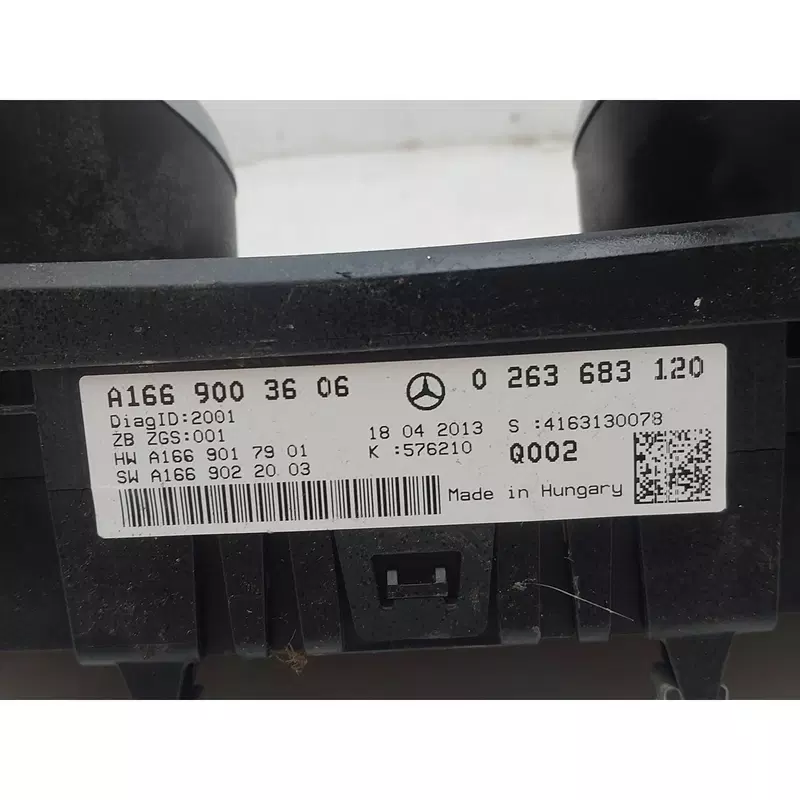 A166 900 36 06 0 263 683 120
DiagID:2001
ZB ZGS:001
HW A166 901 79 01
SW A166 902 20 03
18 04 2013 S :4163130078
K :576210 Q002
Made in Hungary